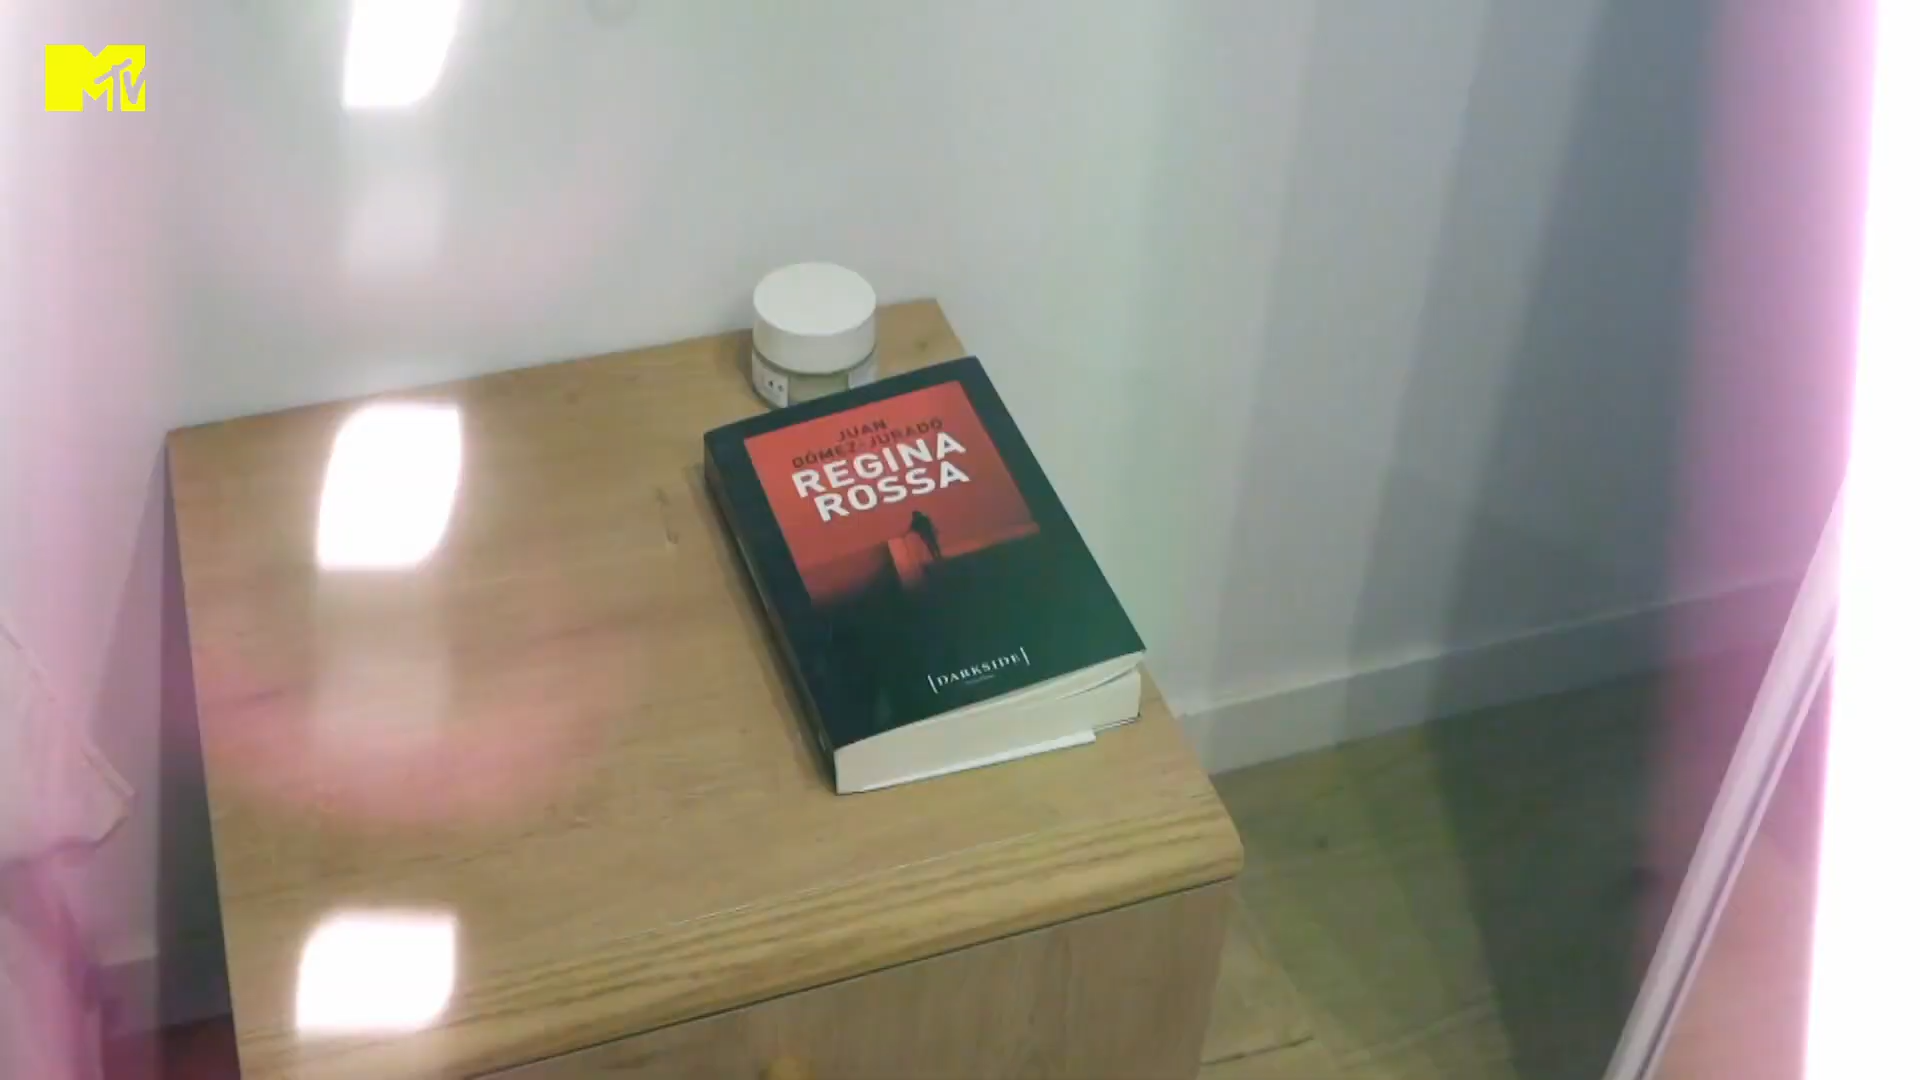 MTV
JUAN
GÓMEZ-JURADO
REGINA
ROSSA
[DARKSIDE]